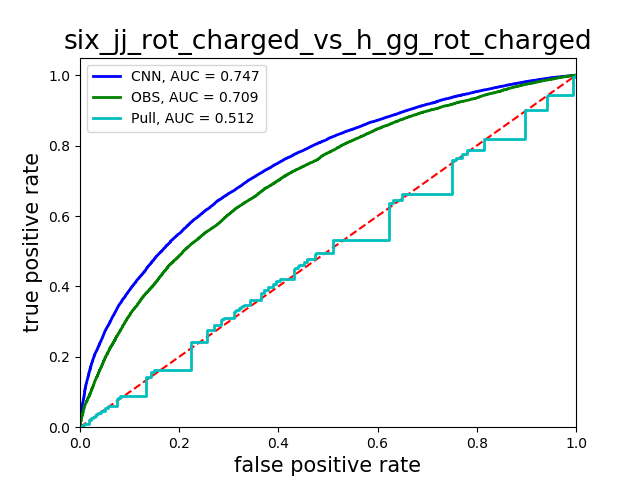 six_jj_rot_charged_vs_h_gg_rot_charged
CNN, AUC = 0.747
OBS, AUC = 0.709
Pull, AUC = 0.512
true positive rate
1.0
0.8
0.6
0.4
0.2
0.0
0.0 0.2 0.4 0.6 0.8 1.0
false positive rate